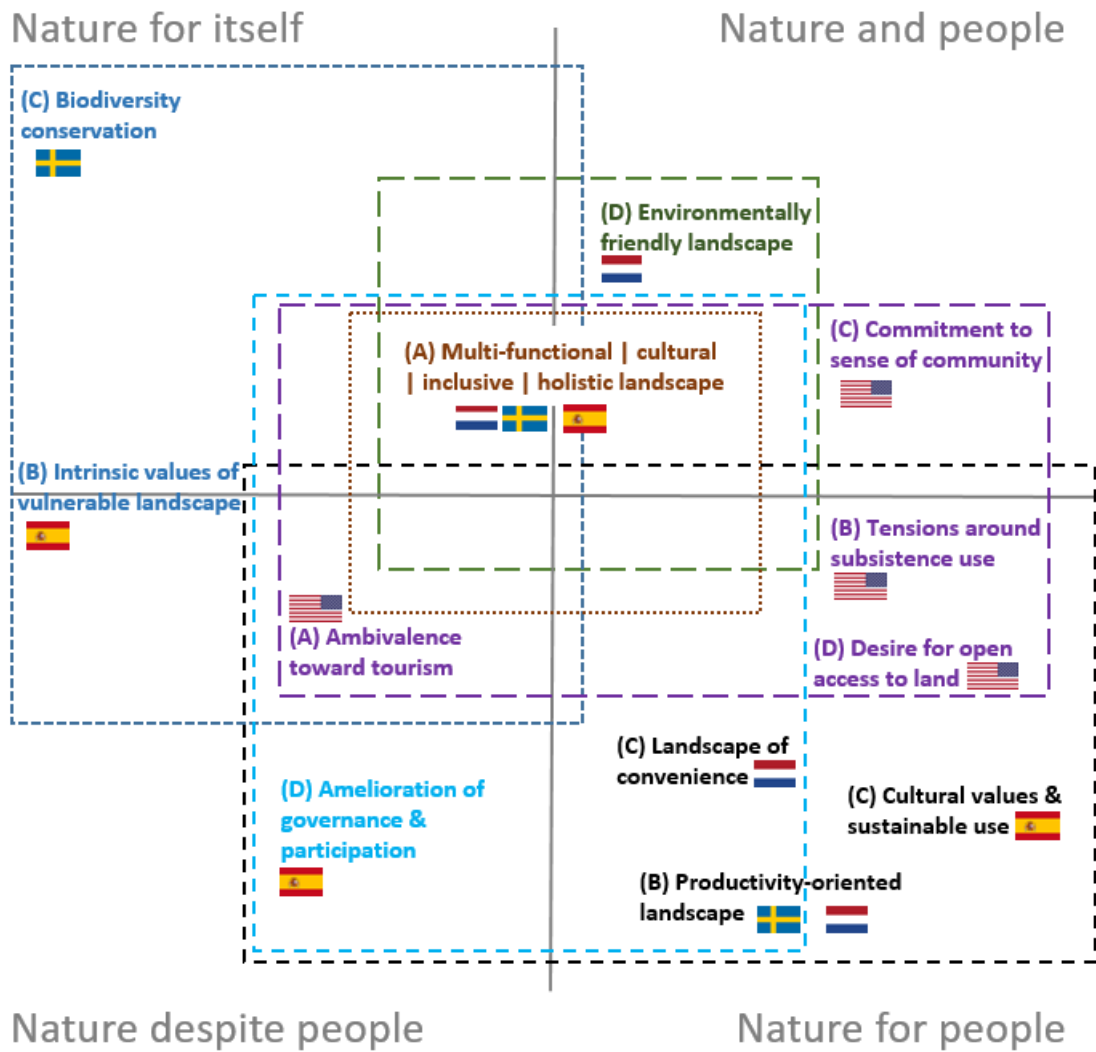 Nature for itself
Nature and people
(C) Biodiversity
conservation
(D) Environmentally
friendly landscape
(A) Multi-functional | cultural
| inclusive | holistic landscape
(C) Commitment to
sense of community
(B) Intrinsic values of
vulnerable landscape
(B) Tensions around
subsistence use
(A) Ambivalence
toward tourism
(D) Desire for open
access to land
(C) Landscape of
convenience
(D) Amelioration of
governance &
participation
(C) Cultural values &
sustainable use
(B) Productivity-oriented
landscape
Nature despite people
Nature for people